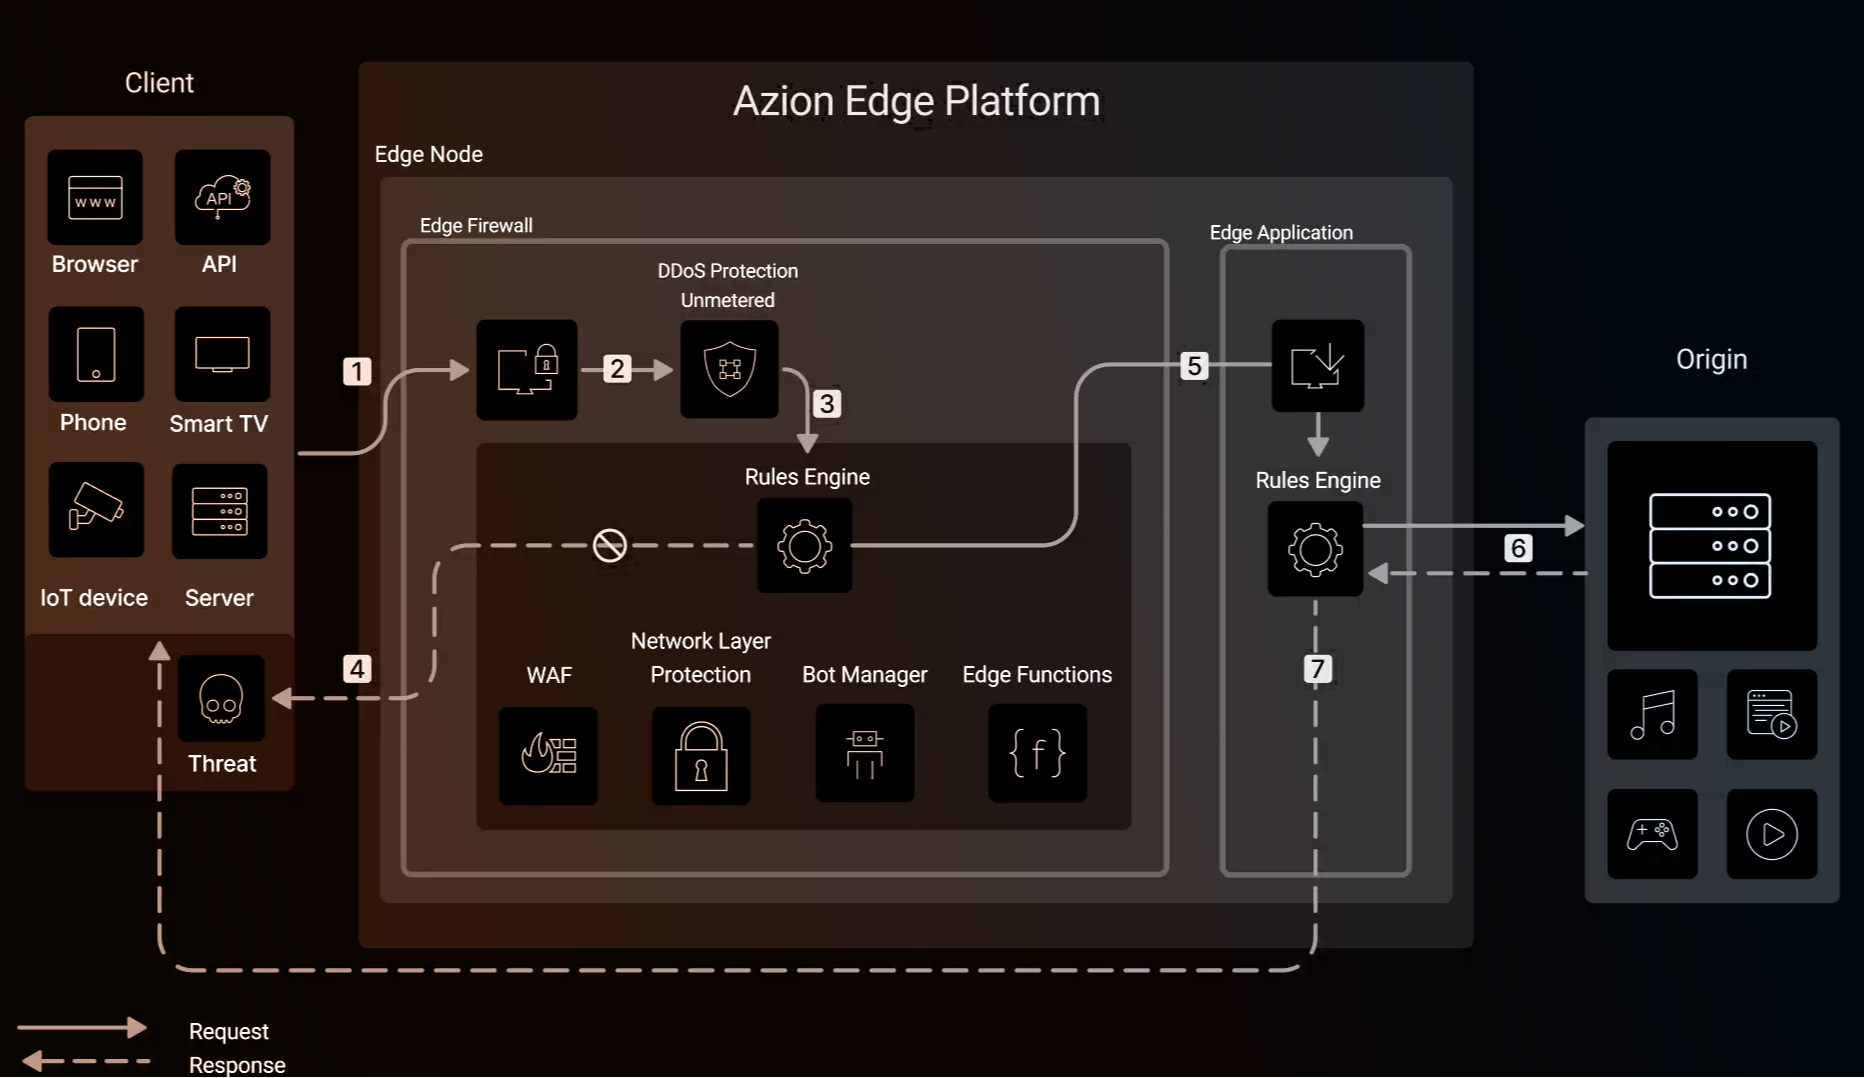 Client
Azion Edge Platform
Edge Node
www
Browser
API
API
Phone
Smart TV
IoT device
Server
Threat
1
Edge Firewall
2
DDoS Protection
Unmetered
3
Rules Engine
4
WAF
Network Layer
Protection
Bot Manager
Edge Functions
{f}
5
Edge Application
Rules Engine
6
7
Origin
Request
Response